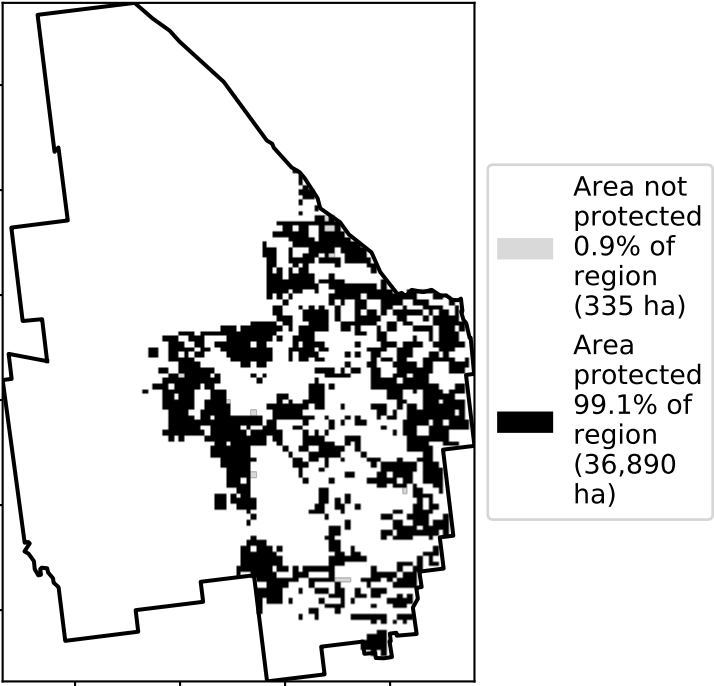 Area not
protected
0.9% of
region
(335 ha)
Area
protected
99.1% of
region
(36,890
ha)